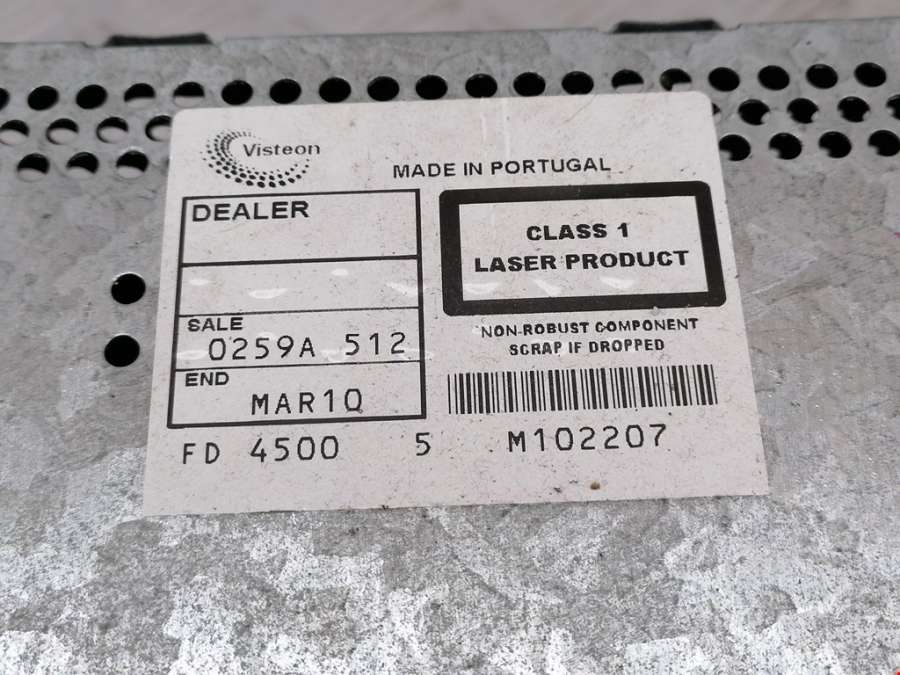 Visteon
MADE IN PORTUGAL
DEALER
CLASS 1
LASER PRODUCT
SALE
0259A 512
NON-ROBUST COMPONENT
SCRAP IF DROPPED
END
MAR10
FD 4500 5
M102207